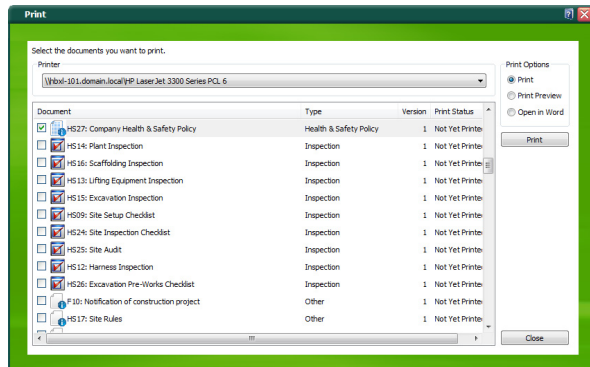 Print
Select the documents you want to print.
Printer
\\hbxl-101.domain.local\HP LaserJet 3300 Series PCL 6
Print Options
Print
Print Preview
Open in Word
Print
Document Type Version Print Status
HS27: Company Health & Safety Policy Health & Safety Policy 1 Not Yet Printe
HS14: Plant Inspection Inspection 1 Not Yet Printe
HS16: Scaffolding Inspection Inspection 1 Not Yet Printe
HS13: Lifting Equipment Inspection Inspection 1 Not Yet Printe
HS15: Excavation Inspection Inspection 1 Not Yet Printe
HS09: Site Setup Checklist Inspection 1 Not Yet Printe
HS24: Site Inspection Checklist Inspection 1 Not Yet Printe
HS25: Site Audit Inspection 1 Not Yet Printe
HS12: Harness Inspection Inspection 1 Not Yet Printe
HS26: Excavation Pre-Works Checklist Inspection 1 Not Yet Printe
F10: Notification of construction project Other 1 Not Yet Printe
HS17: Site Rules Other 1 Not Yet Printe
Close